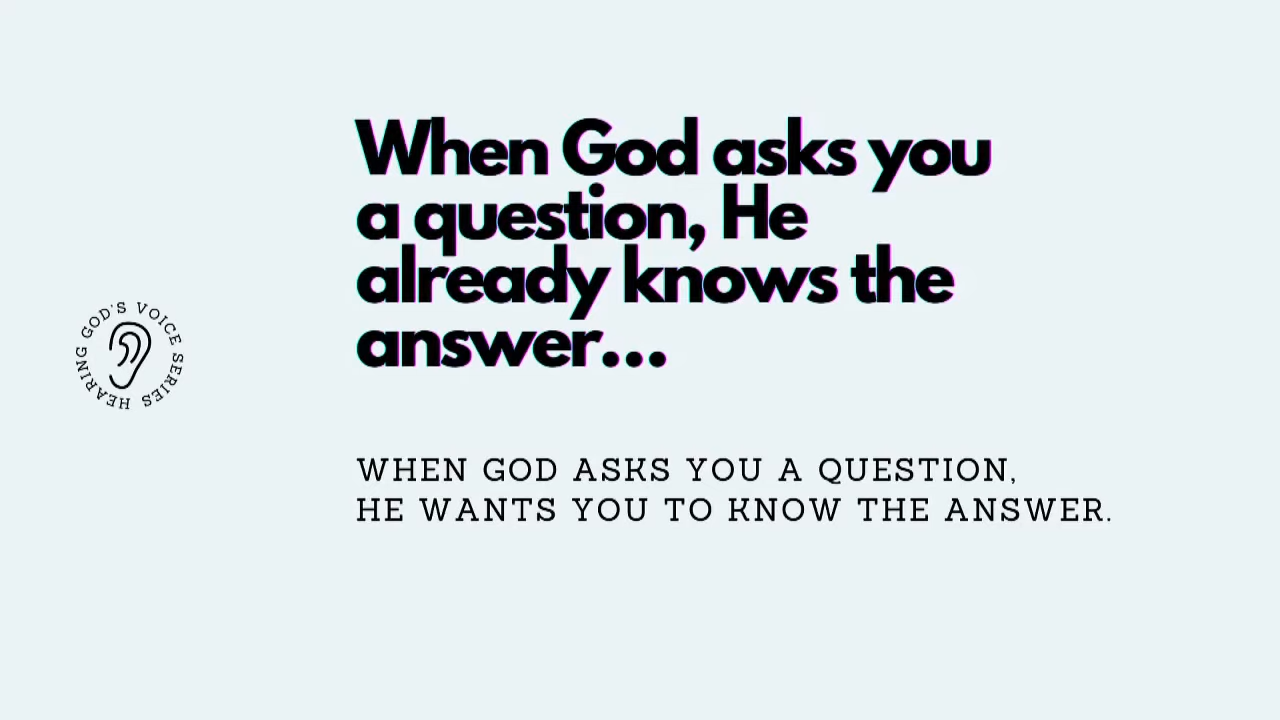 When God asks you
a question, He
already knows the
answer...
HEARING GOD'S VOICE SERIES
WHEN GOD ASKS YOU A QUESTION,
HE WANTS YOU TO KNOW THE ANSWER.